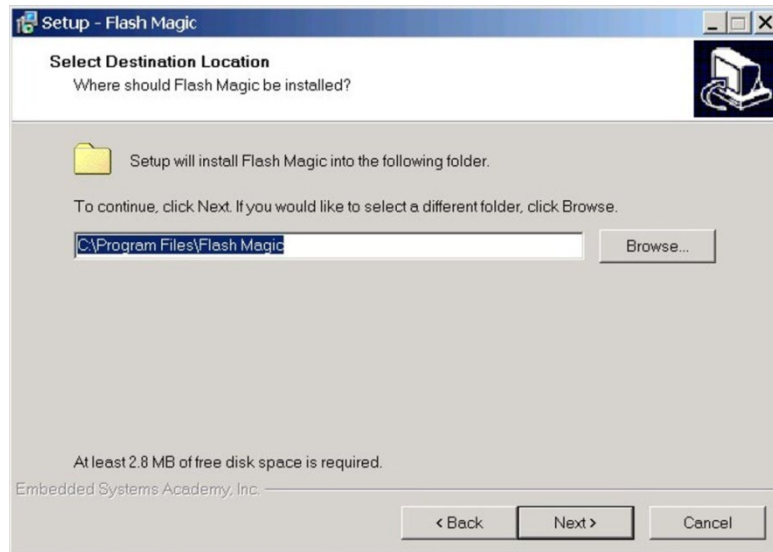 Setup - Flash Magic
Select Destination Location
Where should Flash Magic be installed?
Setup will install Flash Magic into the following folder.
To continue, click Next. If you would like to select a different folder, click Browse.
C:\Program Files\Flash Magic
Browse...
At least 2.8 MB of free disk space is required.
Embedded Systems Academy, Inc.
< Back
Next >
Cancel